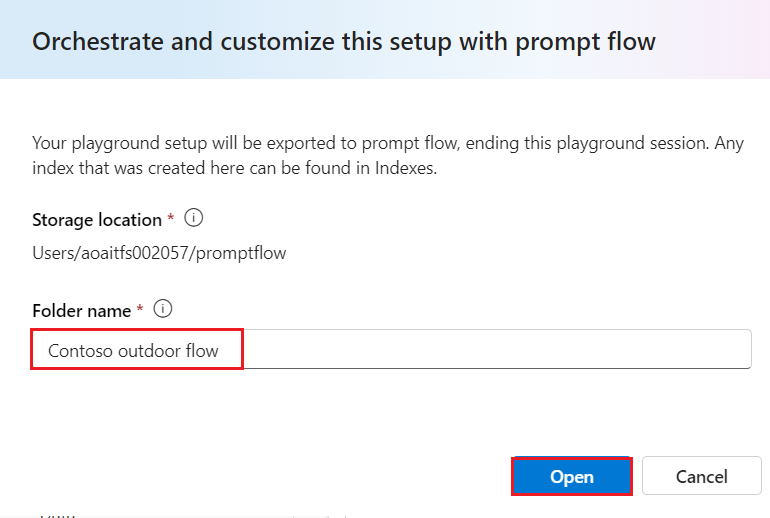 Orchestrate and customize this setup with prompt flow
Your playground setup will be exported to prompt flow, ending this playground session. Any
index that was created here can be found in Indexes.
Storage location *
Users/aoaitfs002057/promptflow
Folder name *
Contoso outdoor flow
Open
Cancel